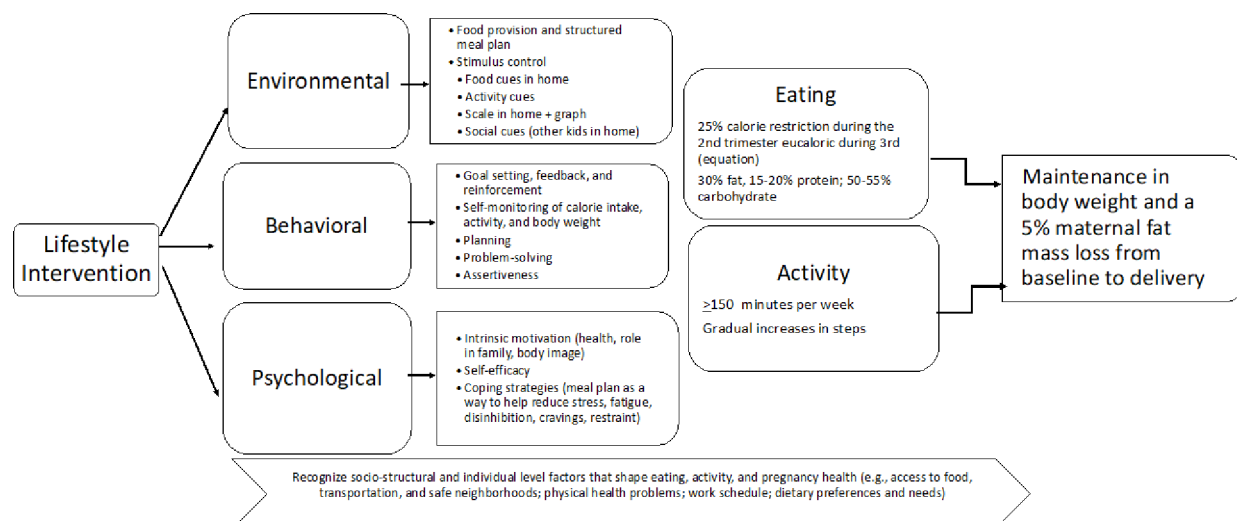 Lifestyle
Intervention
Environmental
• Food provision and structured
meal plan
• Stimulus control
• Food cues in home
• Activity cues
• Scale in home + graph
• Social cues (other kids in home)
Behavioral
• Goal setting, feedback, and
reinforcement
• Self-monitoring of calorie intake,
activity, and body weight
• Planning
• Problem-solving
• Assertiveness
Psychological
• Intrinsic motivation (health, role
in family, body image)
• Self-efficacy
• Coping strategies (meal plan as a
way to help reduce stress, fatigue,
disinhibition, cravings, restraint)
Eating
25% calorie restriction during the
2nd trimester eucaloric during 3rd
(equation)
30% fat, 15-20% protein; 50-55%
carbohydrate
Activity
≥150 minutes per week
Gradual increases in steps
Maintenance in
body weight and a
5% maternal fat
mass loss from
baseline to delivery
Recognize socio-structural and individual level factors that shape eating, activity, and pregnancy health (e.g., access to food,
transportation, and safe neighborhoods; physical health problems; work schedule; dietary preferences and needs)